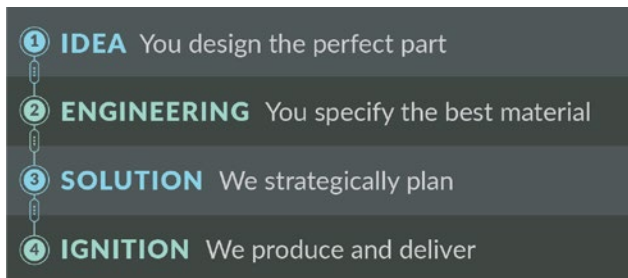 1 IDEA You design the perfect part
2 ENGINEERING You specify the best material
3 SOLUTION We strategically plan
4 IGNITION We produce and deliver